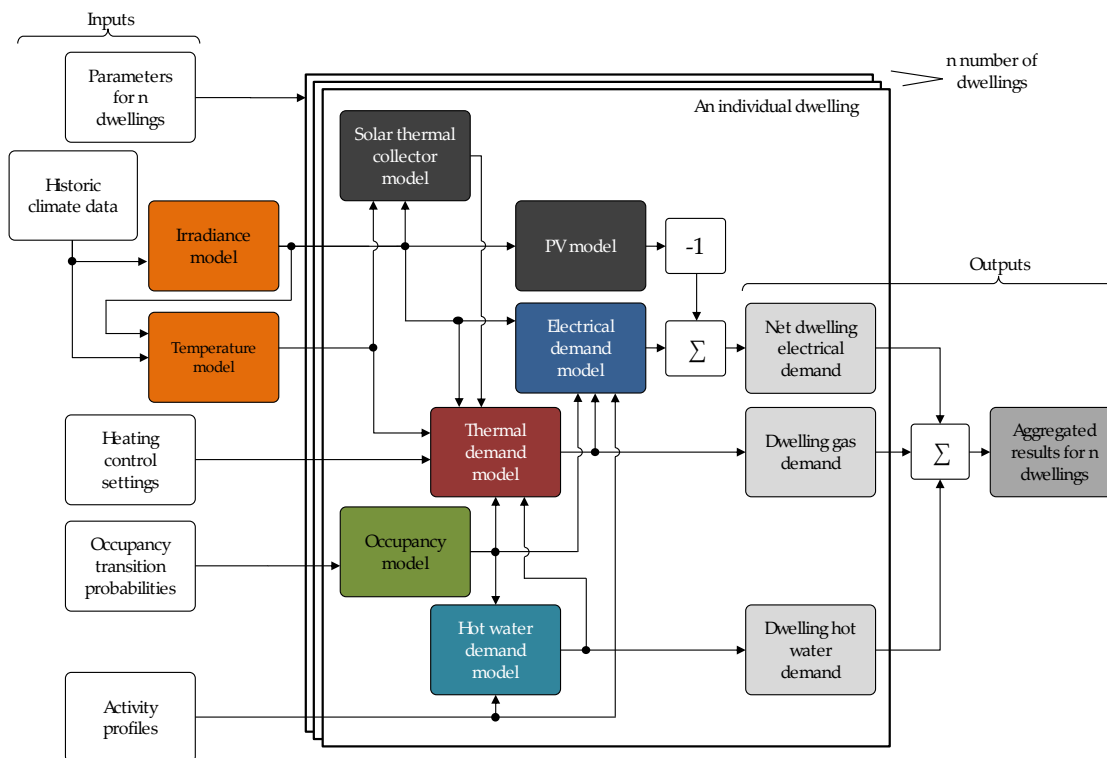 Inputs
Parameters
for n
dwellings
n number of
dwellings
An individual dwelling
Solar thermal
collector
model
Historic
climate data
Irradiance
model
PV model
-1
Outputs
Temperature
model
Electrical
demand
model
Σ
Net dwelling
electrical
demand
Heating
control
settings
Thermal
demand
model
Dwelling gas
demand
Σ
Aggregated
results for n
dwellings
Occupancy
transition
probabilities
Occupancy
model
Hot water
demand
model
Dwelling hot
water
demand
Activity
profiles